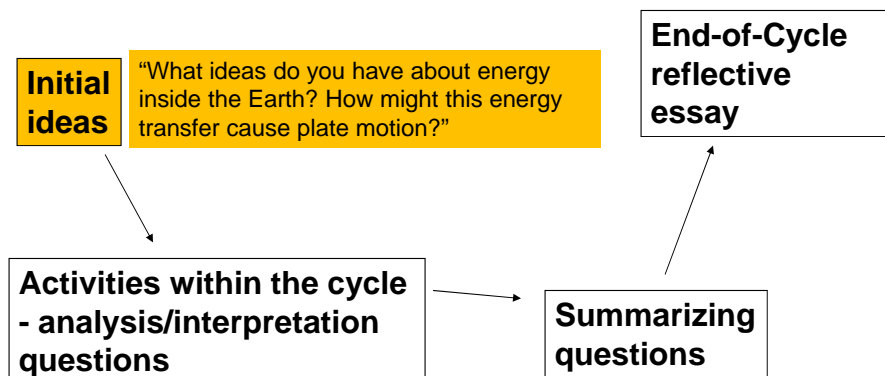 Initial
ideas
“What ideas do you have about energy
inside the Earth? How might this energy
transfer cause plate motion?”
End-of-Cycle
reflective
essay
Activities within the cycle
- analysis/interpretation
questions
Summarizing
questions